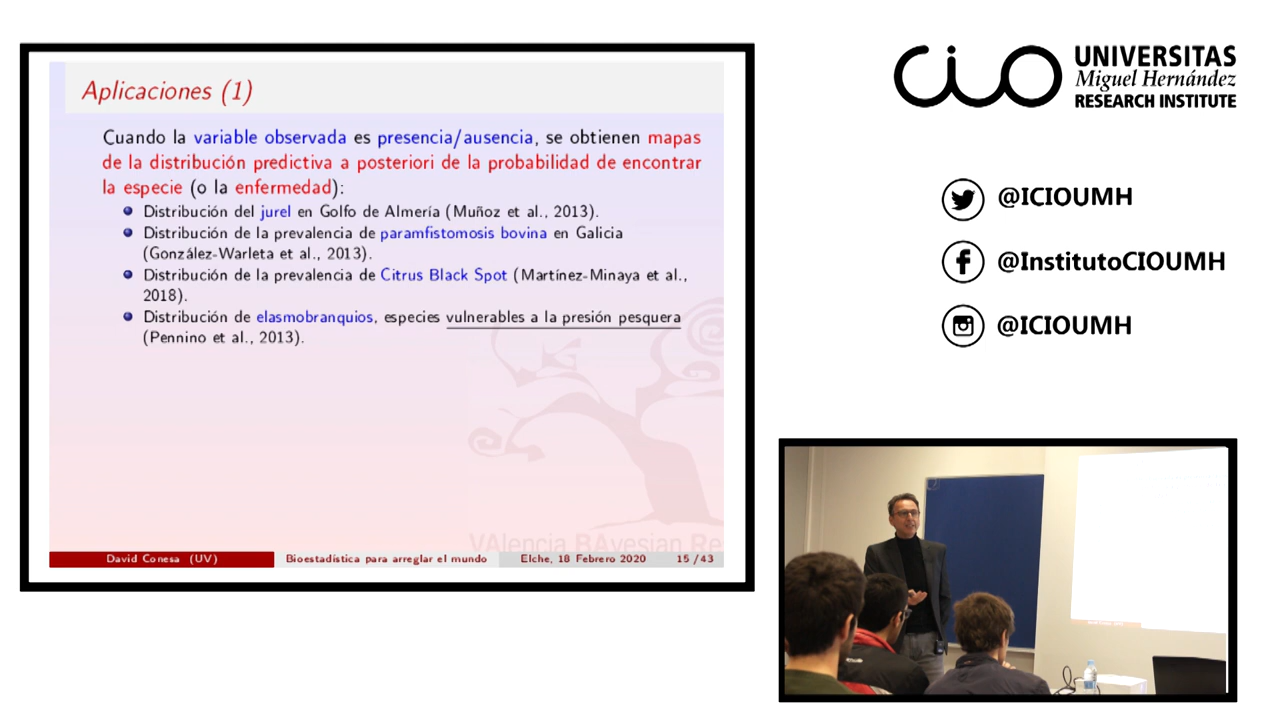 Aplicaciones (1)
Cuando la variable observada es presencia/ausencia, se obtienen mapas
de la distribución predictiva a posteriori de la probabilidad de encontrar
la especie (o la enfermedad):
Distribución del jurel en Golfo de Almería (Muñoz et al., 2013).
Distribución de la prevalencia de paramfistomosis bovina en Galicia
(González-Warleta et al., 2013).
Distribución de la prevalencia de Citrus Black Spot (Martínez-Minaya et al.,
2018).
Distribución de elasmobranquios, especies vulnerables a la presión pesquera
(Pennino et al., 2013).
VAlencia BAyesian Re
David Conesa (UV) Bioestadística para arreglar el mundo Elche, 18 Febrero 2020 15 / 43
cio
UNIVERSITAS
Miguel Hernández
RESEARCH INSTITUTE
@ICIOUMH
@InstitutoCIOUMH
@ICIOUMH